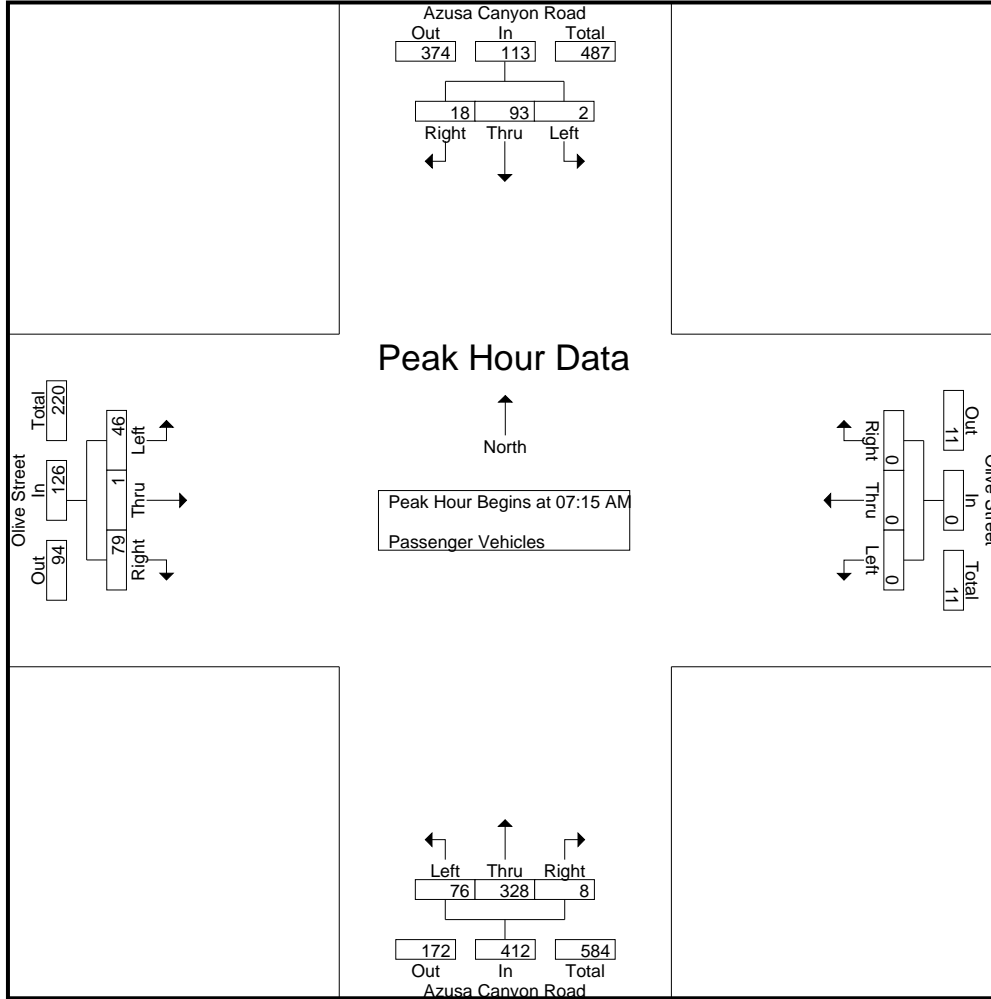 Azusa Canyon Road
Out In Total
374 113 487
18 93 2
Right Thru Left
Peak Hour Data
North
Peak Hour Begins at 07:15 AM
Passenger Vehicles
Olive Street
Total In Out
220 126 94
46 1 79
Left Thru Right
Olive Street
Out In Total
11 0 11
0 0 0
Right Thru Left
Left Thru Right
76 328 8
172 412 584
Out In Total
Azusa Canyon Road